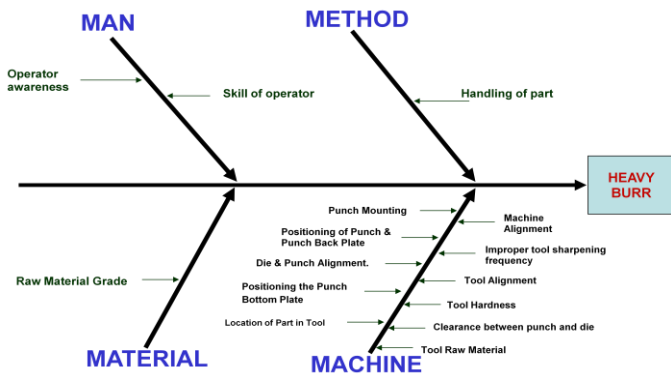 MAN
METHOD
Operator
awareness
Skill of operator
Handling of part
HEAVY
BURR
Punch Mounting
Machine
Alignment
Positioning of Punch &
Punch Back Plate
Improper tool sharpening
frequency
Die & Punch Alignment.
Raw Material Grade
Tool Alignment
Positioning the Punch
Bottom Plate
Tool Hardness
Location of Part in Tool
Clearance between punch and die
Tool Raw Material
MATERIAL
MACHINE